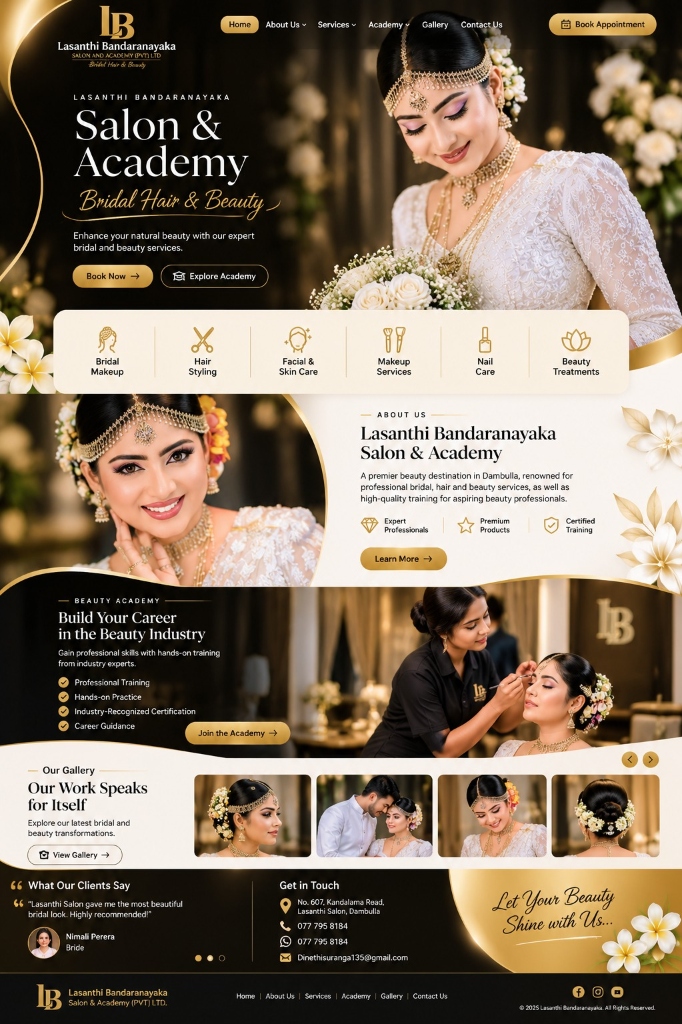 LB
Lasanthi Bandaranayaka
SALON AND ACADEMY (PVT) LTD
Bridal Hair & Beauty
Home
About Us
Services
Academy
Gallery
Contact Us
Book Appointment
LASANTHI BANDARANAYAKA
Salon &
Academy
Bridal Hair & Beauty
Enhance your natural beauty with our expert
bridal and beauty services.
Book Now →
Explore Academy
Bridal
Makeup
Hair
Styling
Facial &
Skin Care
Makeup
Services
Nail
Care
Beauty
Treatments
ABOUT US
Lasanthi Bandaranayaka
Salon & Academy
A premier beauty destination in Dambulla, renowned for
professional bridal, hair and beauty services, as well as
high-quality training for aspiring beauty professionals.
Expert
Professionals
Premium
Products
Certified
Training
Learn More →
BEAUTY ACADEMY
Build Your Career
in the Beauty Industry
Gain professional skills with hands-on training
from industry experts.
Professional Training
Hands-on Practice
Industry-Recognized Certification
Career Guidance
Join the Academy →
LB
LB
Our Gallery
Our Work Speaks
for Itself
Explore our latest bridal and
beauty transformations.
View Gallery →
What Our Clients Say
“Lasanthi Salon gave me the most beautiful
bridal look. Highly recommended!”
Nimali Perera
Bride
Get in Touch
No. 607, Kandalama Read,
Lasanthi Salon, Dambulla
077 795 8184
077 795 8184
Dinethisuranga135@gmail.com
Let Your Beauty
Shine with Us...
LB
Lasanthi Bandaranayaka
Salon & Academy (PVT) LTD.
Home | About Us | Services | Academy | Gallery | Contact Us
© 2025 Lasanthi Bandaranayaka. All Rights Reserved.